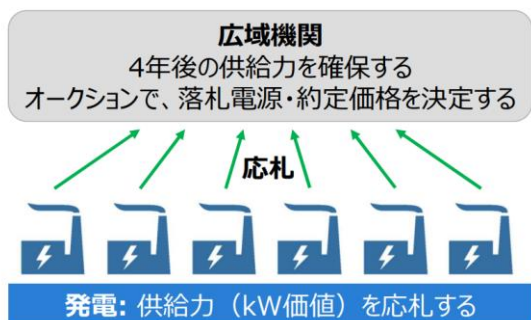 広域機関
4年後の供給力を確保する
オークションで、落札電源・約定価格を決定する
応札
発電: 供給力（kW価値）を応札する